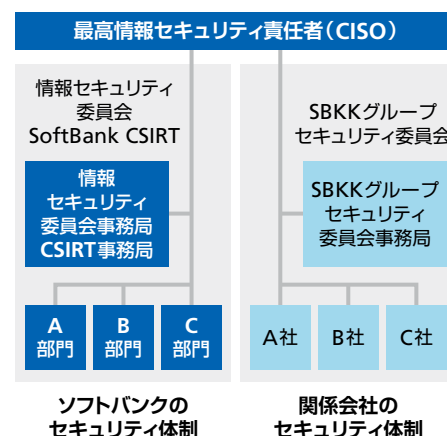 最高情報セキュリティ責任者（CISO）
情報セキュリティ
委員会
SoftBank CSIRT
情報
セキュリティ
委員会事務局
CSIRT事務局
A
部門
B
部門
C
部門
ソフトバンクの
セキュリティ体制
SBKKグループ
セキュリティ委員会
SBKKグループ
セキュリティ
委員会事務局
A社
B社
C社
関係会社の
セキュリティ体制